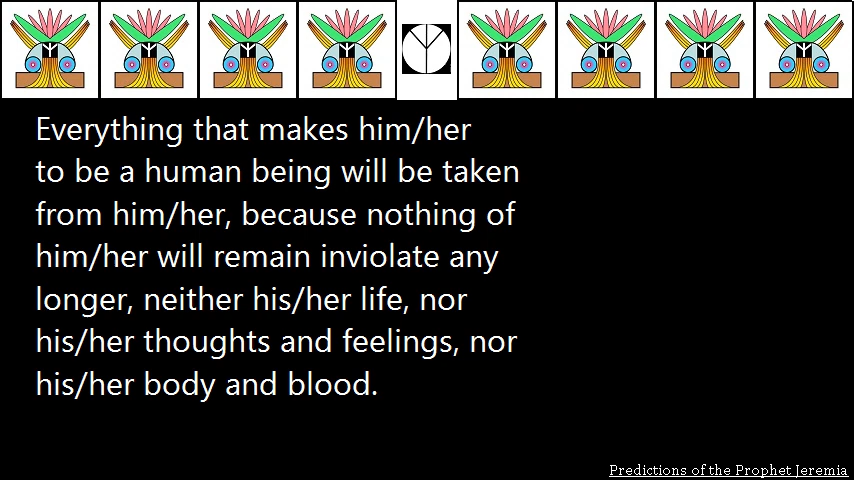 Everything that makes him/her
to be a human being will be taken
from him/her, because nothing of
him/her will remain inviolate any
longer, neither his/her life, nor
his/her thoughts and feelings, nor
his/her body and blood.
Predictions of the Prophet Jeremia